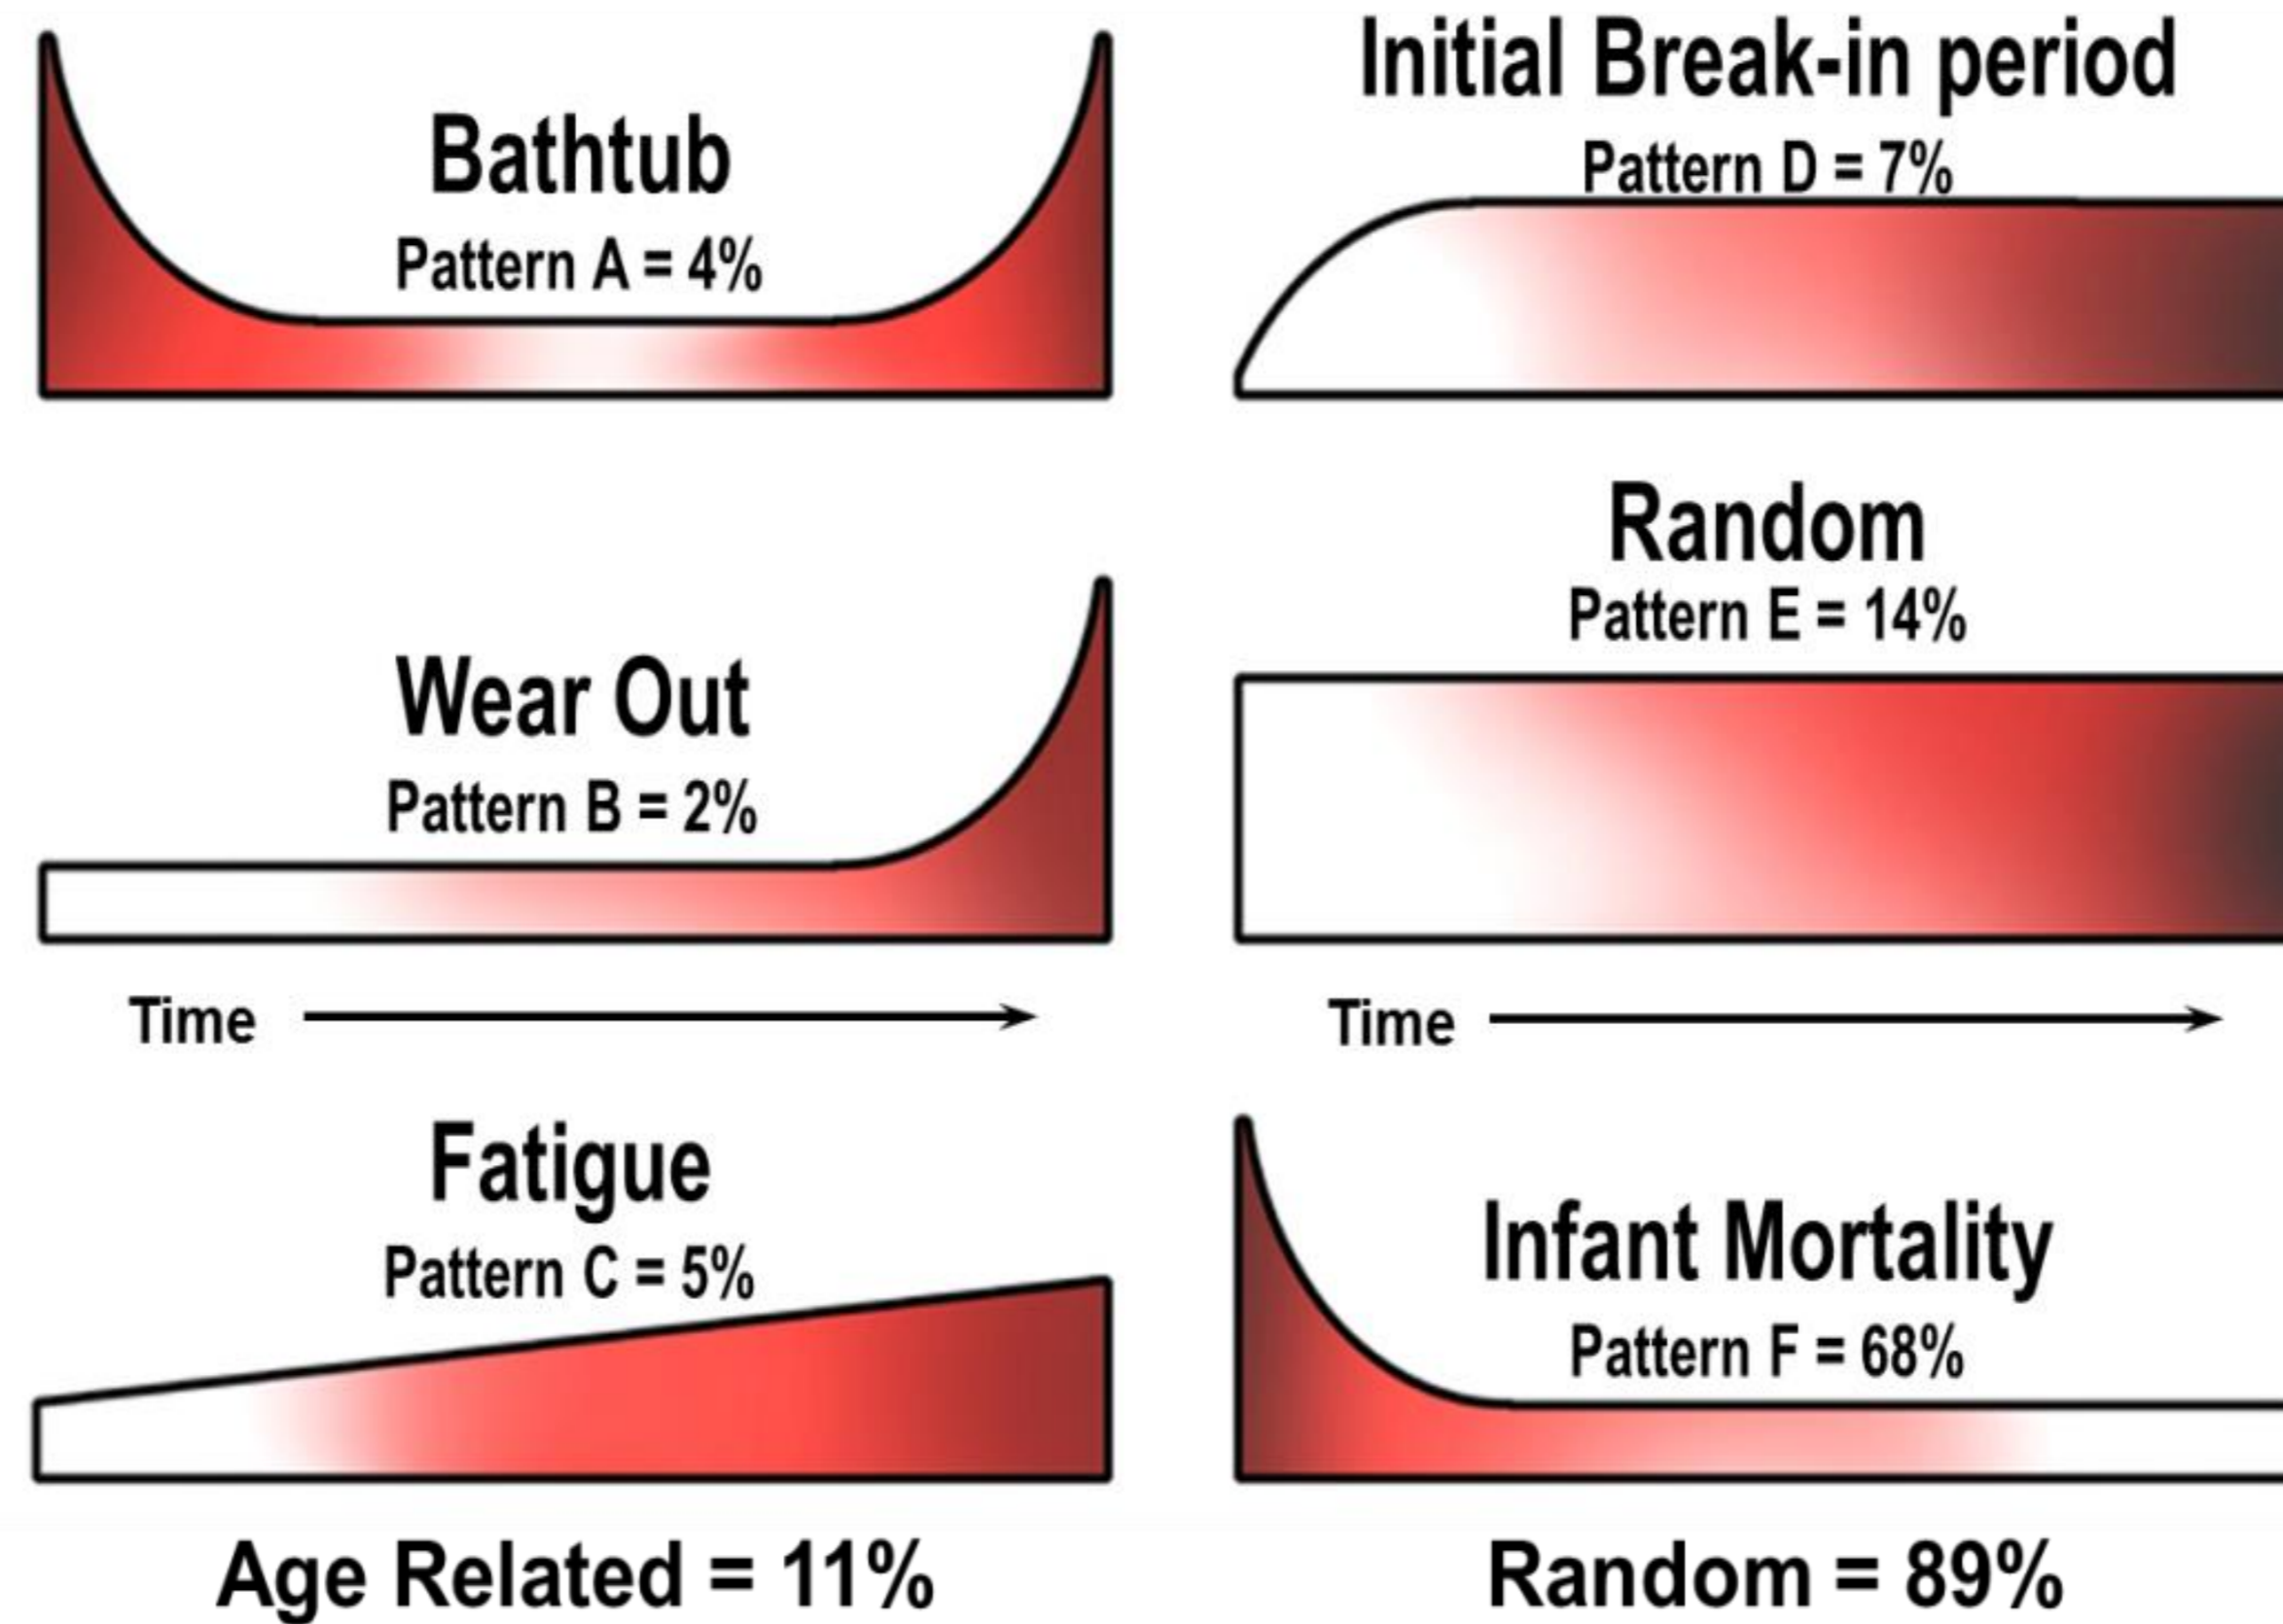 Bathtub
Pattern A = 4%
Initial Break-in period
Pattern D = 7%
Wear Out
Pattern B = 2%
Random
Pattern E = 14%
Time
Time
Fatigue
Pattern C = 5%
Infant Mortality
Pattern F = 68%
Age Related = 11%
Random = 89%